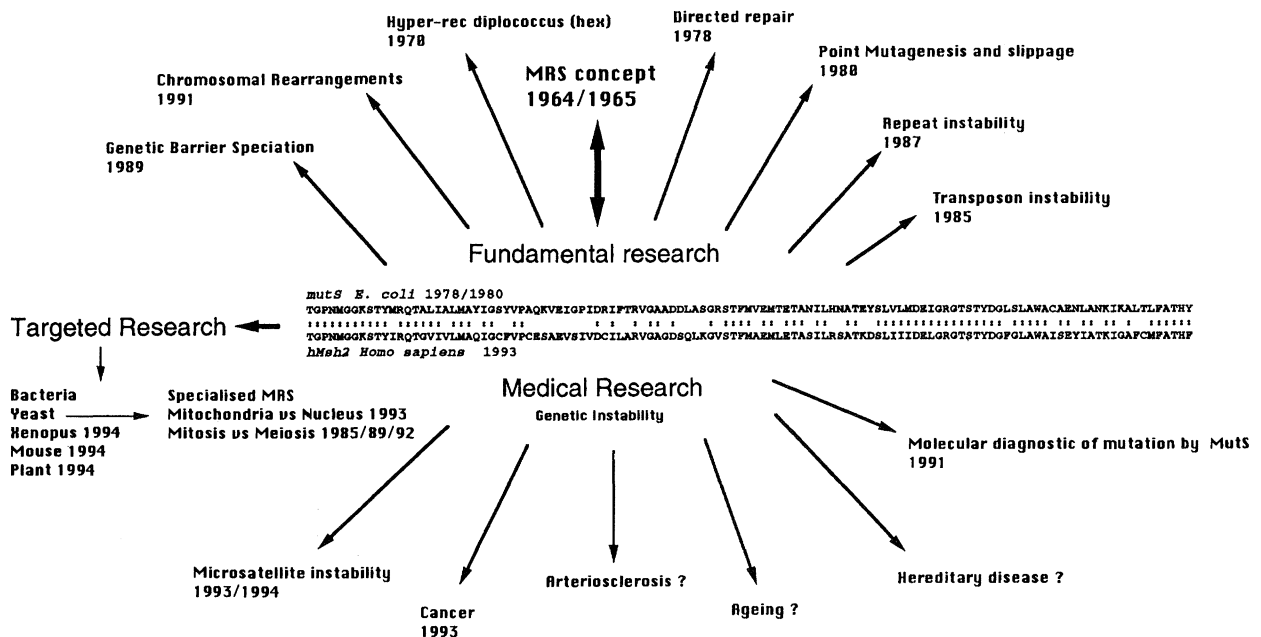 Hyper-rec diplococcus (hex)
1970
Directed repair
1978
MRS concept
1964/1965
Point Mutagenesis and slippage
1980
Chromosomal Rearrangements
1991
Repeat instability
1987
Genetic Barrier Speciation
1989
Transposon instability
1985
Fundamental research
mutS E. coli 1978/1980
TGPNMGGKSTYMRQTALIALMAYIGSYVPAQKVEIGPIDRIFTRVGAADDLASGRSTFMVEMTETANILHNATEYSLVLMDEIGRGTSTYDGLSLAWACAENLANKIKALTLFATHY
TGPNMGGKSTYIRQTGVIVLMAQIGCFVPCESAEVSIVDCILARVGAGDSQLKGVSTFMAEMLETASILRSATKDSLIIIDELGRGTSTYDGFGLAWAISEYIATKIGAFCMFATHF
hMsh2 Homo sapiens 1993
Targeted Research
Bacteria
Yeast
Xenopus 1994
Mouse 1994
Plant 1994
Specialised MRS
Mitochondria vs Nucleus 1993
Mitosis vs Meiosis 1985/89/92
Medical Research
Genetic Instability
Molecular diagnostic of mutation by MutS
1991
Microsatellite instability
1993/1994
Cancer
1993
Arteriosclerosis ?
Ageing ?
Hereditary disease ?